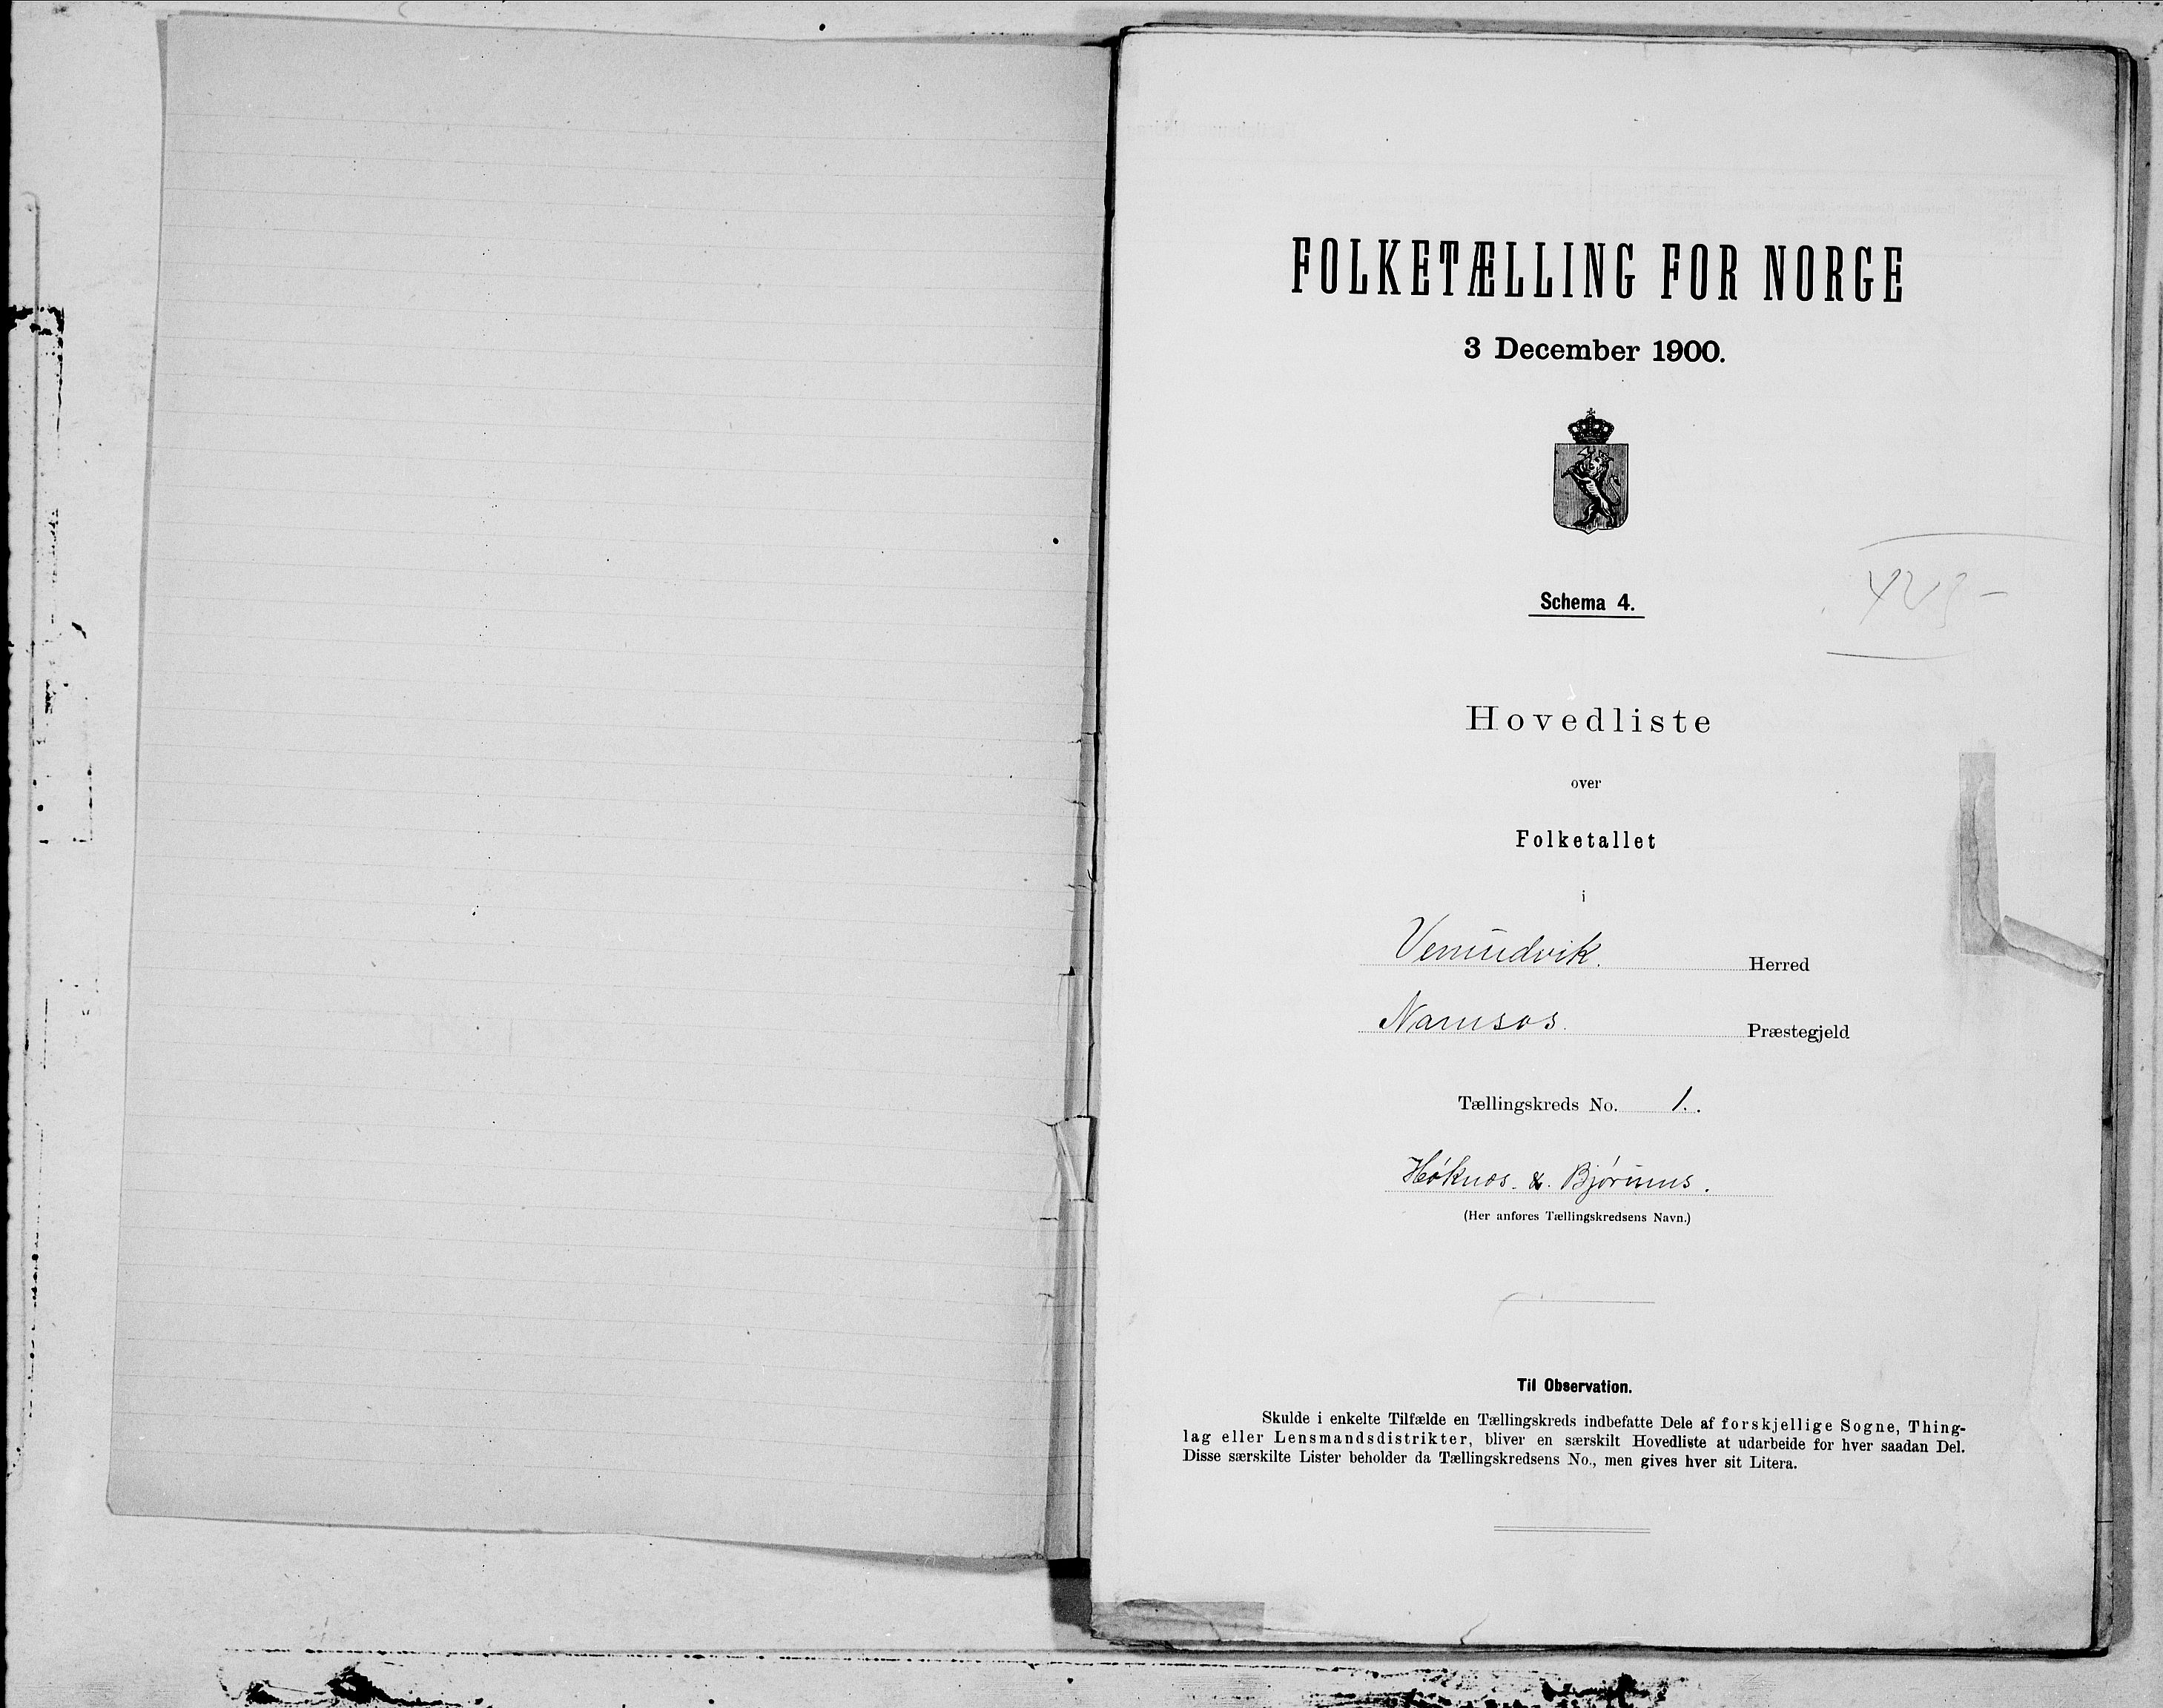 FOLKETÆLLING FOR NORGE
3 December 1900.
Schema 4.
Hovedliste
over
Folketallet
i
Vemundvik. Herred
Namsos. Præstegjeld
Tællingskreds No. 1.
Høknes. &. Bjørums.
(Her anføres Tællingskredsens Navn.)
Til Observation.
Skulde i enkelte Tilfælde en Tællingskreds indbefatte Dele af forskjellige Sogne, Thing-
lag eller Lensmandsdistrikter, bliver en særskilt Hovedliste at udarbeide for hver saadan Del.
Disse særskilte Lister beholder da Tællingskredsens No., men gives hver sit Litera.